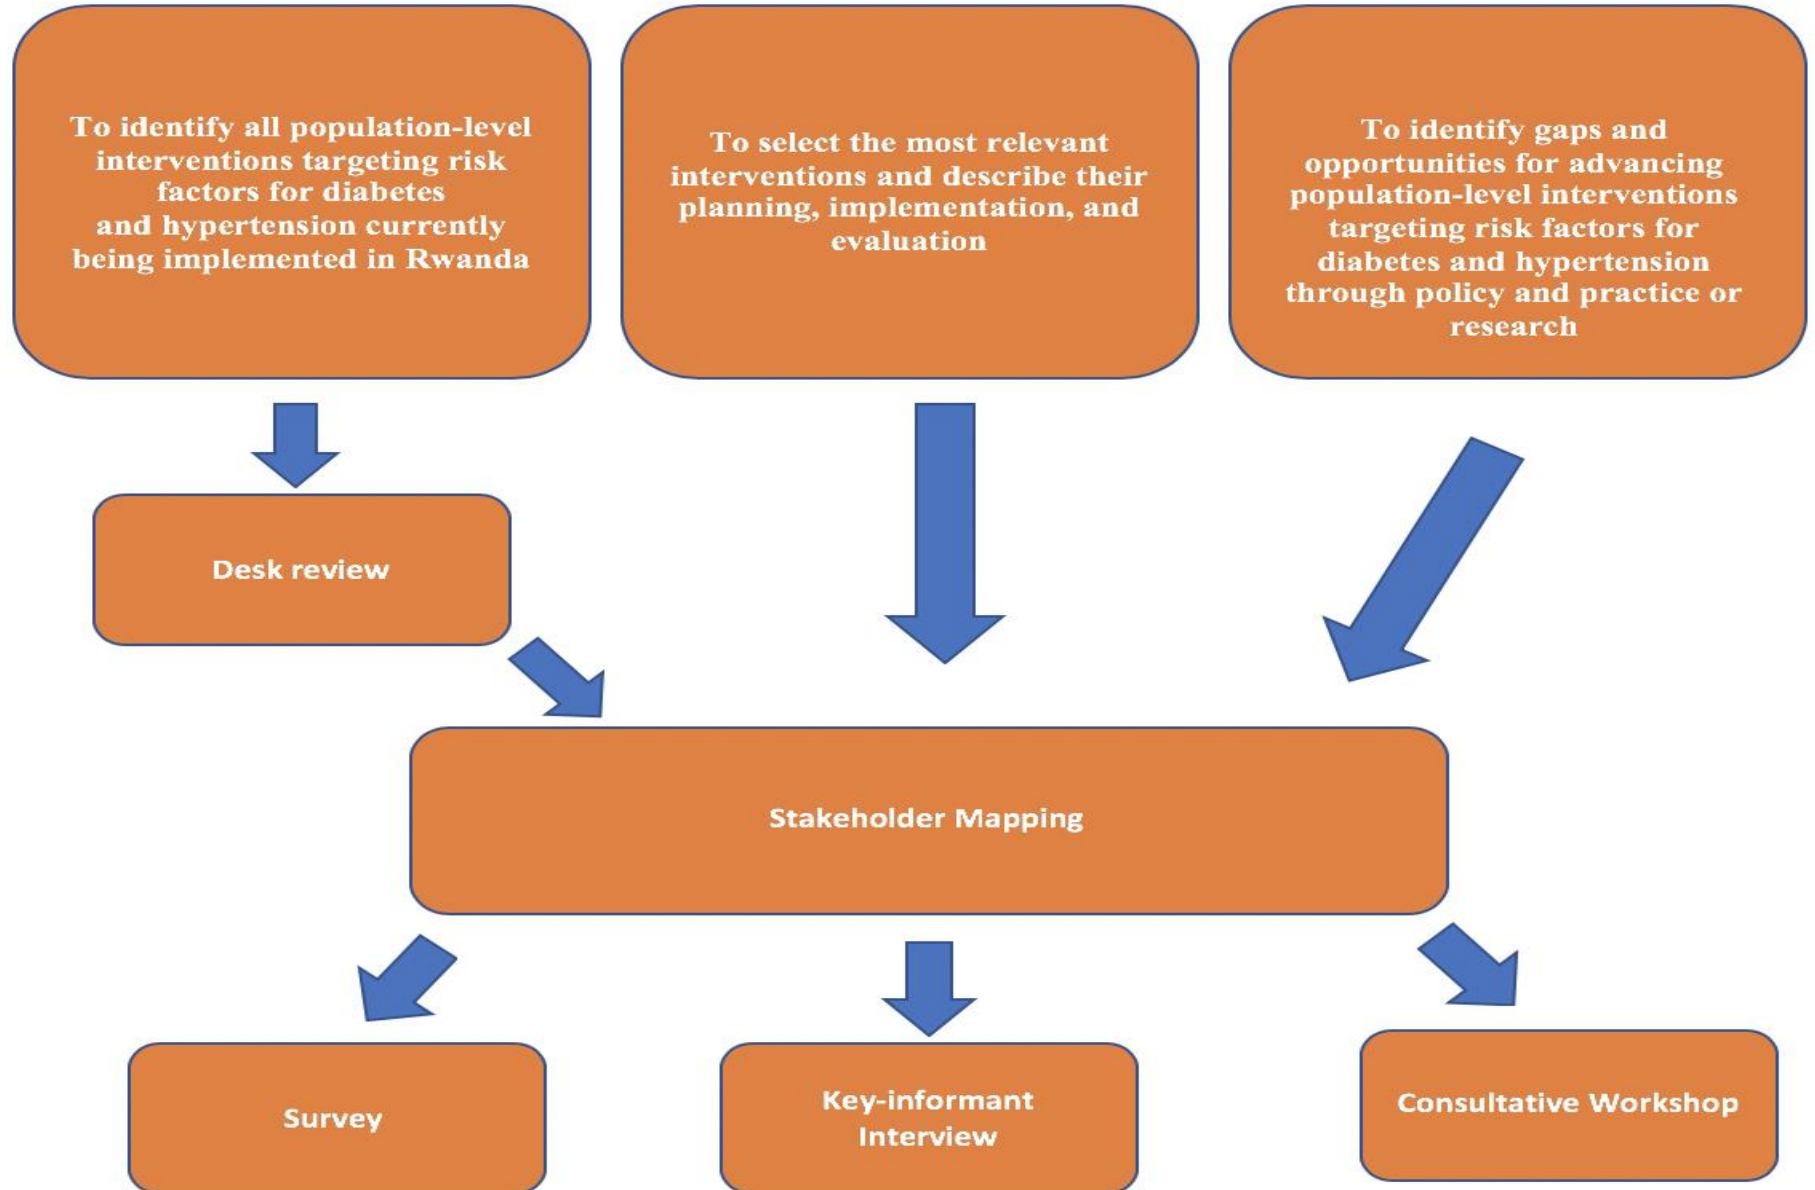 To identify all population-level
interventions targeting risk
factors for diabetes
and hypertension currently
being implemented in Rwanda
To select the most relevant
interventions and describe their
planning, implementation, and
evaluation
To identify gaps and
opportunities for advancing
population-level interventions
targeting risk factors for
diabetes and hypertension
through policy and practice or
research
Desk review
Stakeholder Mapping
Survey
Key-informant
Interview
Consultative Workshop